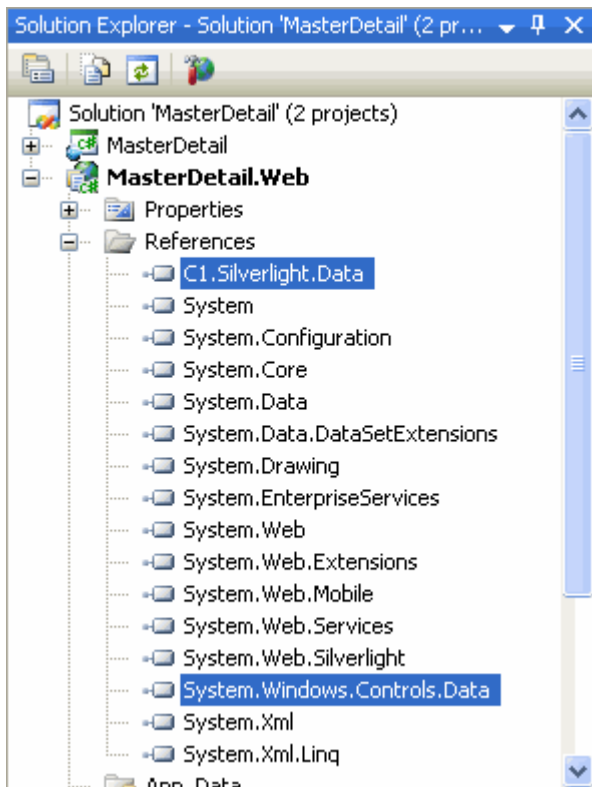 Solution Explorer - Solution 'MasterDetail' (2 pr...
Solution 'MasterDetail' (2 projects)
MasterDetail
MasterDetail.Web
Properties
References
C1.Silverlight.Data
System
System.Configuration
System.Core
System.Data
System.Data.DataSetExtensions
System.Drawing
System.EnterpriseServices
System.Web
System.Web.Extensions
System.Web.Mobile
System.Web.Services
System.Web.Silverlight
System.Windows.Controls.Data
System.Xml
System.Xml.Linq
App_Data